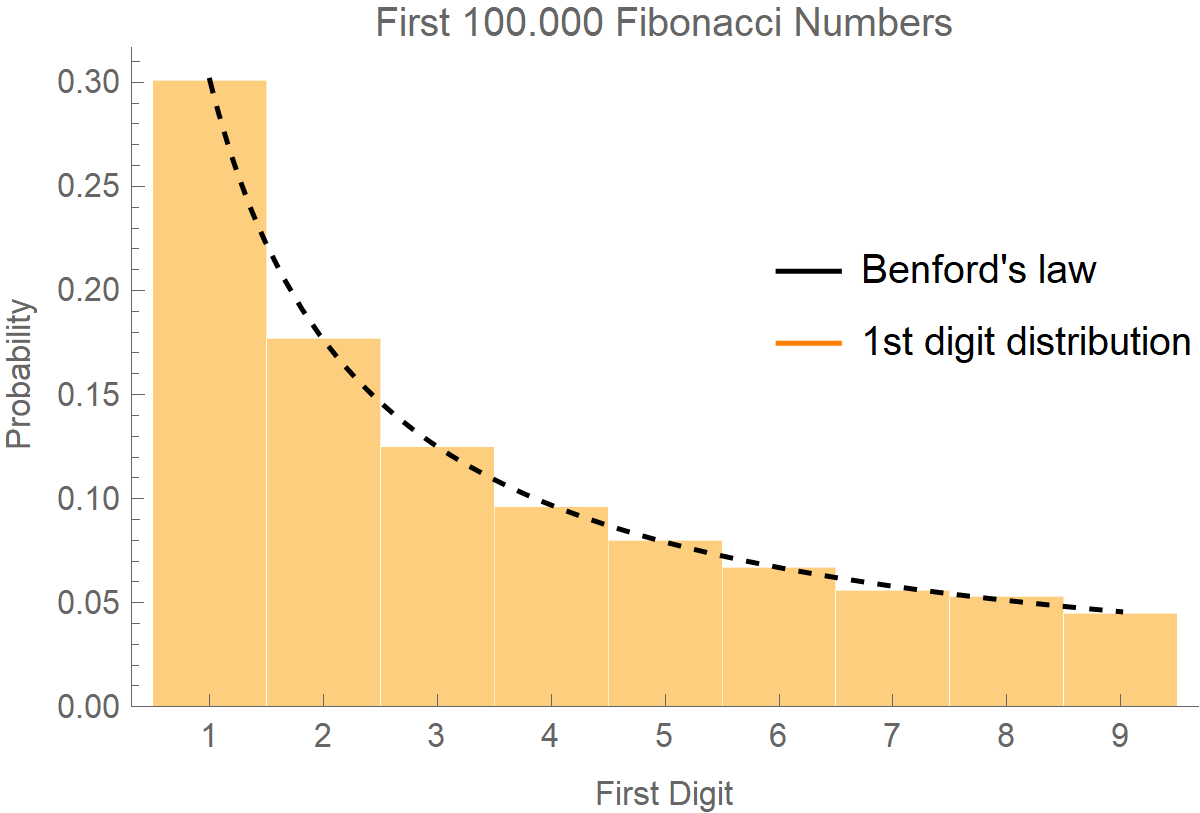 First 100.000 Fibonacci Numbers
0.30
0.25
0.20
0.15
0.10
0.05
0.00
Probability
Benford's law
1st digit distribution
1 2 3 4 5 6 7 8 9
First Digit